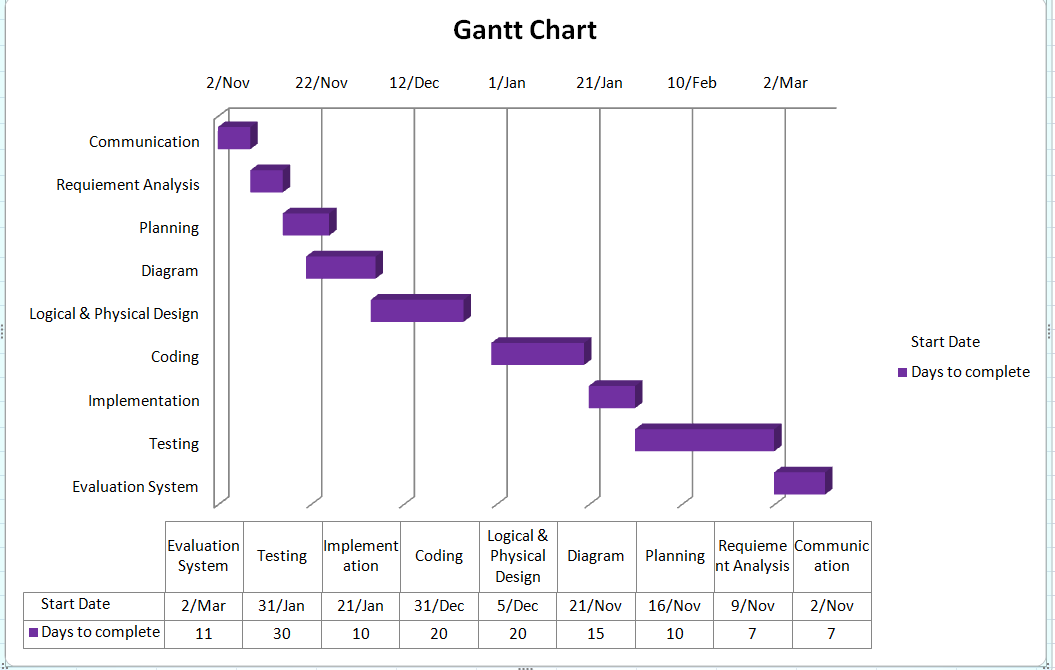 Gantt Chart
2/Nov 22/Nov 12/Dec 1/Jan 21/Jan 10/Feb 2/Mar
Communication
Requiement Analysis
Planning
Diagram
Logical & Physical Design
Coding
Implementation
Testing
Evaluation System
Start Date
Days to complete
Evaluation
System
Testing
Implement
ation
Coding
Logical &
Physical
Design
Diagram
Planning
Requieme
nt Analysis
Communic
ation
Start Date 2/Mar 31/Jan 21/Jan 31/Dec 5/Dec 21/Nov 16/Nov 9/Nov 2/Nov
Days to complete 11 30 10 20 20 15 10 7 7